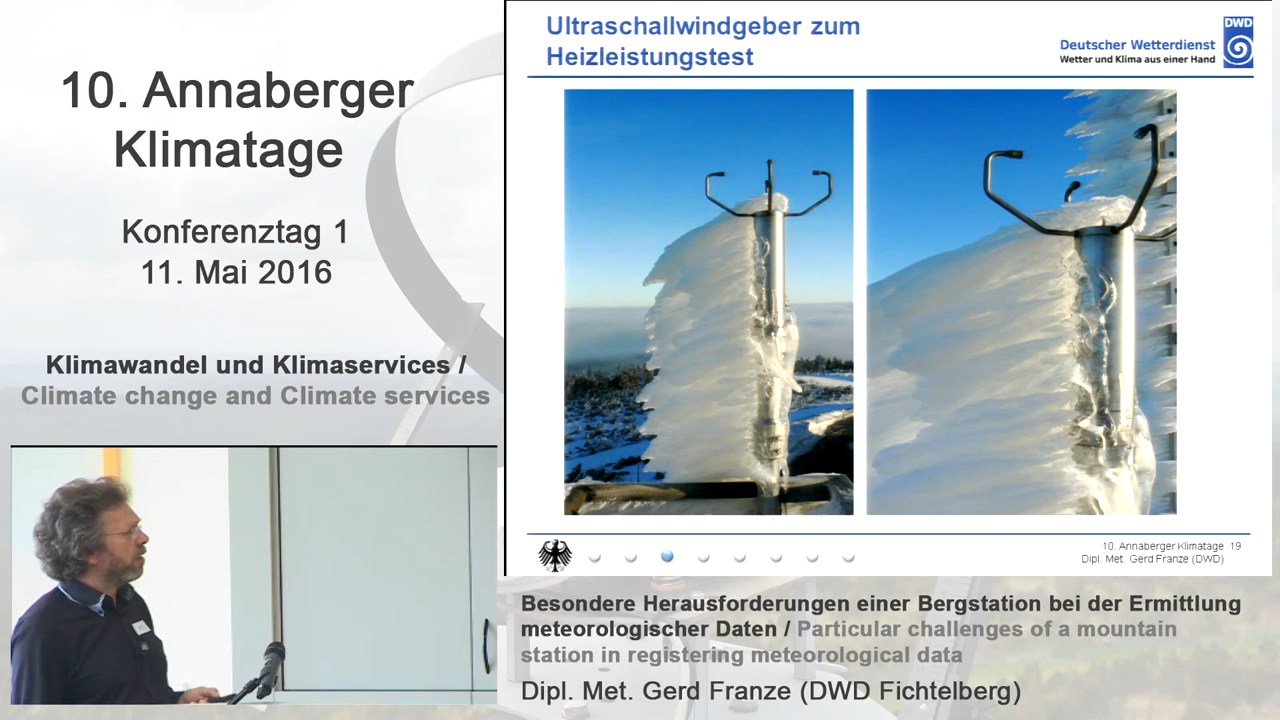 10. Annaberger
Klimatage
Konferenztag 1
11. Mai 2016
Klimawandel und Klimaservices /
Climate change and Climate services
Ultraschallwindgeber zum
Heizleistungstest
DWD
Deutscher Wetterdienst
Wetter und Klima aus einer Hand
10. Annaberger Klimatage 19
Dipl. Met. Gerd Franze (DWD)
Besondere Herausforderungen einer Bergstation bei der Ermittlung
meteorologischer Daten / Particular challenges of a mountain
station in registering meteorological data
Dipl. Met. Gerd Franze (DWD Fichtelberg)